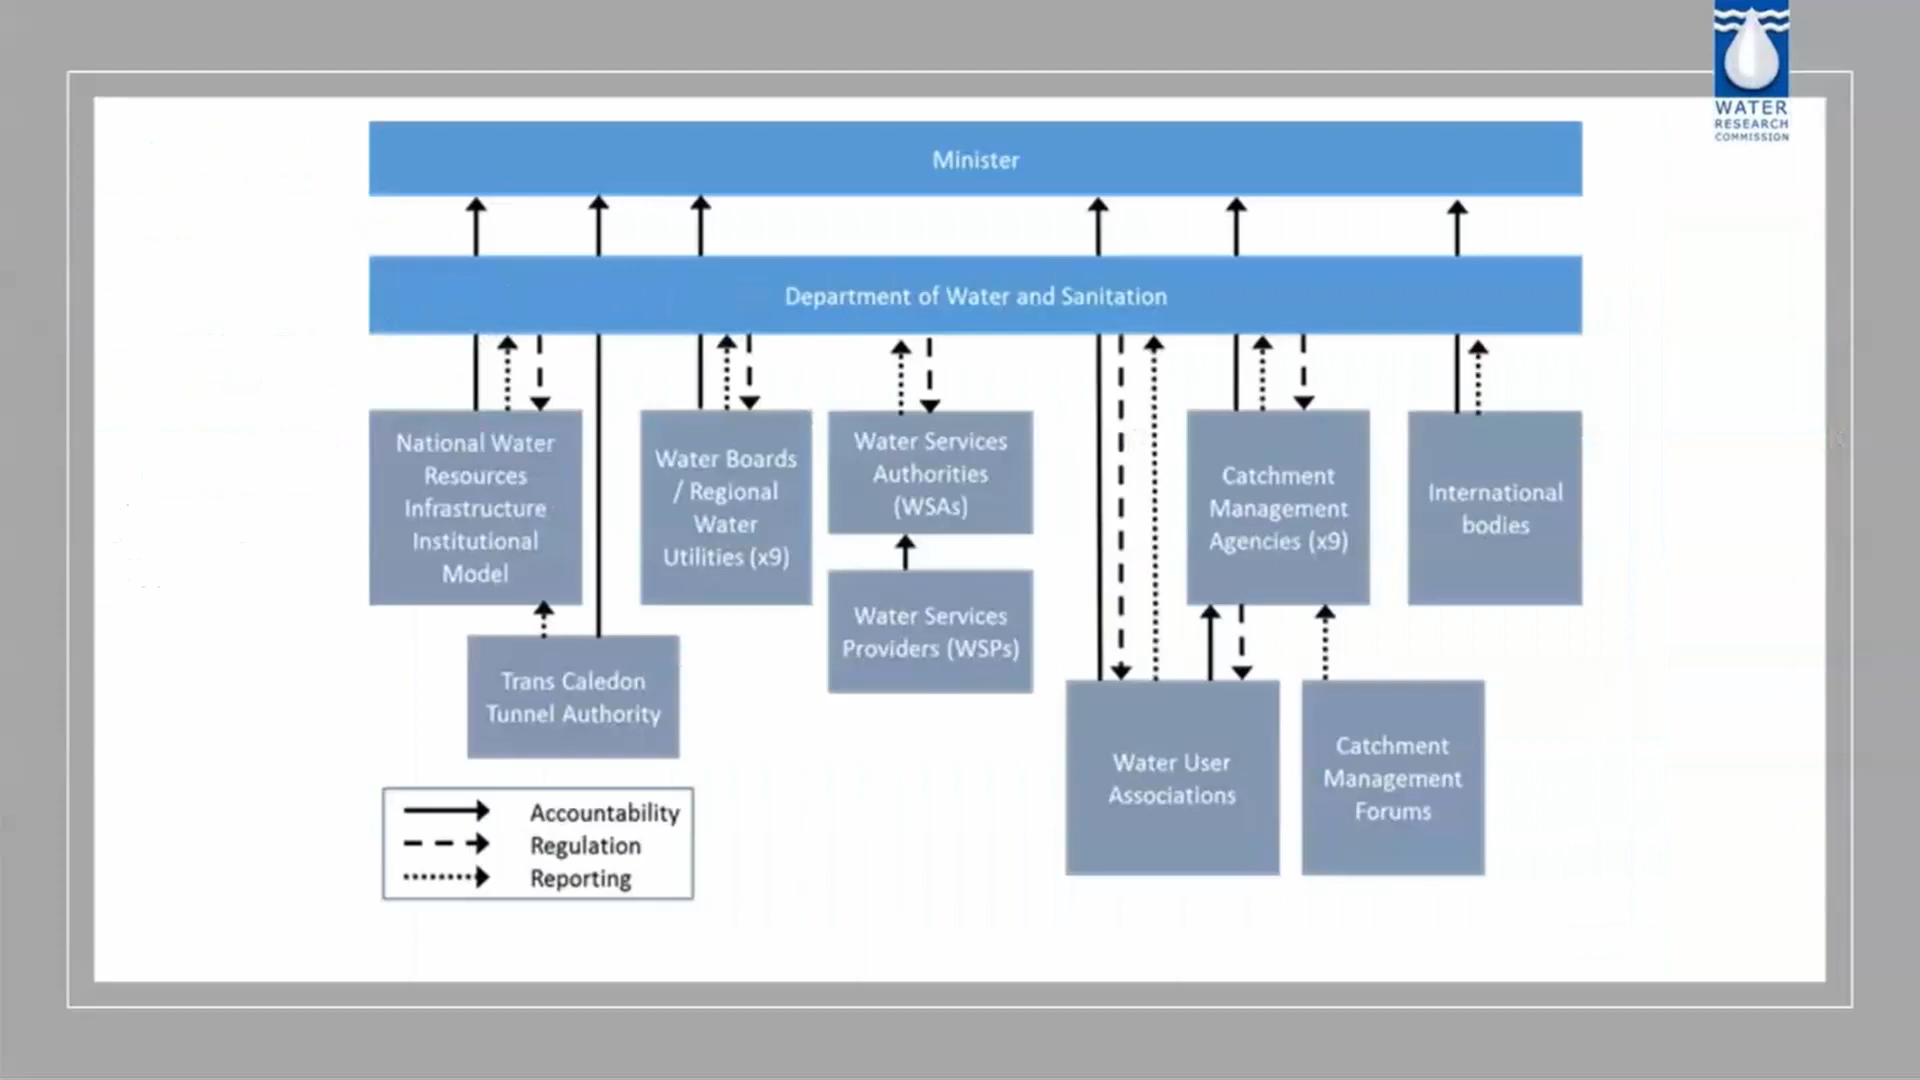 WATER
RESEARCH
COMMISSION
Minister
Department of Water and Sanitation
National Water
Resources
Infrastructure
Institutional
Model
Water Boards
/ Regional
Water
Utilities (x9)
Water Services
Authorities
(WSAs)
Catchment
Management
Agencies (x9)
International
bodies
Water Services
Providers (WSPs)
Trans Caledon
Tunnel Authority
Water User
Associations
Catchment
Management
Forums
Accountability
Regulation
Reporting